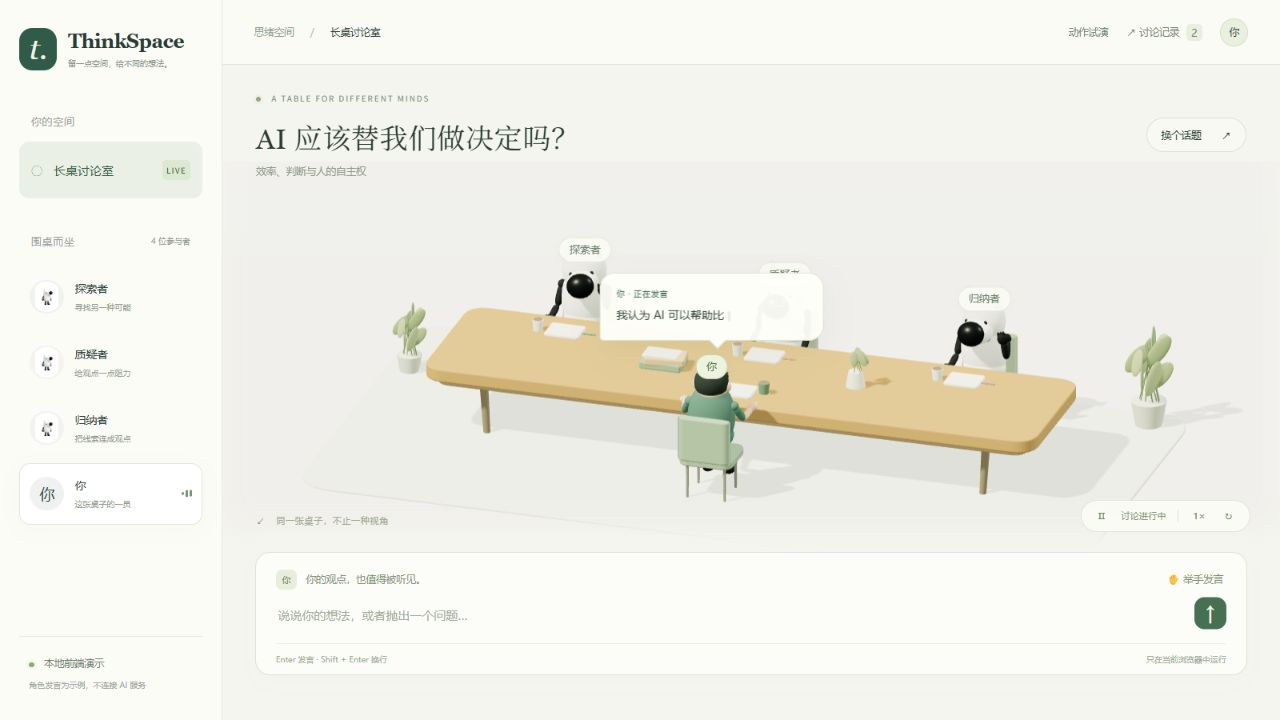 t.
ThinkSpace
留一点空间，给不同的想法。
你的空间
长桌讨论室
LIVE
围桌而坐
4 位参与者
探索者
寻找另一种可能
质疑者
给观点一点阻力
归纳者
把线索连成观点
你
你
这张桌子的一员
本地前端演示
角色发言为示例，不连接 AI 服务
思绪空间 / 长桌讨论室
动作试演
↗ 讨论记录 2
你
A TABLE FOR DIFFERENT MINDS
AI 应该替我们做决定吗？
换个话题 ↗
效率、判断与人的自主权
探索者
质疑者
你 · 正在发言
我认为 AI 可以帮助比
归纳者
你
↙ 同一张桌子，不止一种视角
讨论进行中
1×
↻
你
你的观点，也值得被听见。
✋ 举手发言
说说你的想法，或者抛出一个问题...
↑
Enter 发言 · Shift + Enter 换行
只在当前浏览器中运行